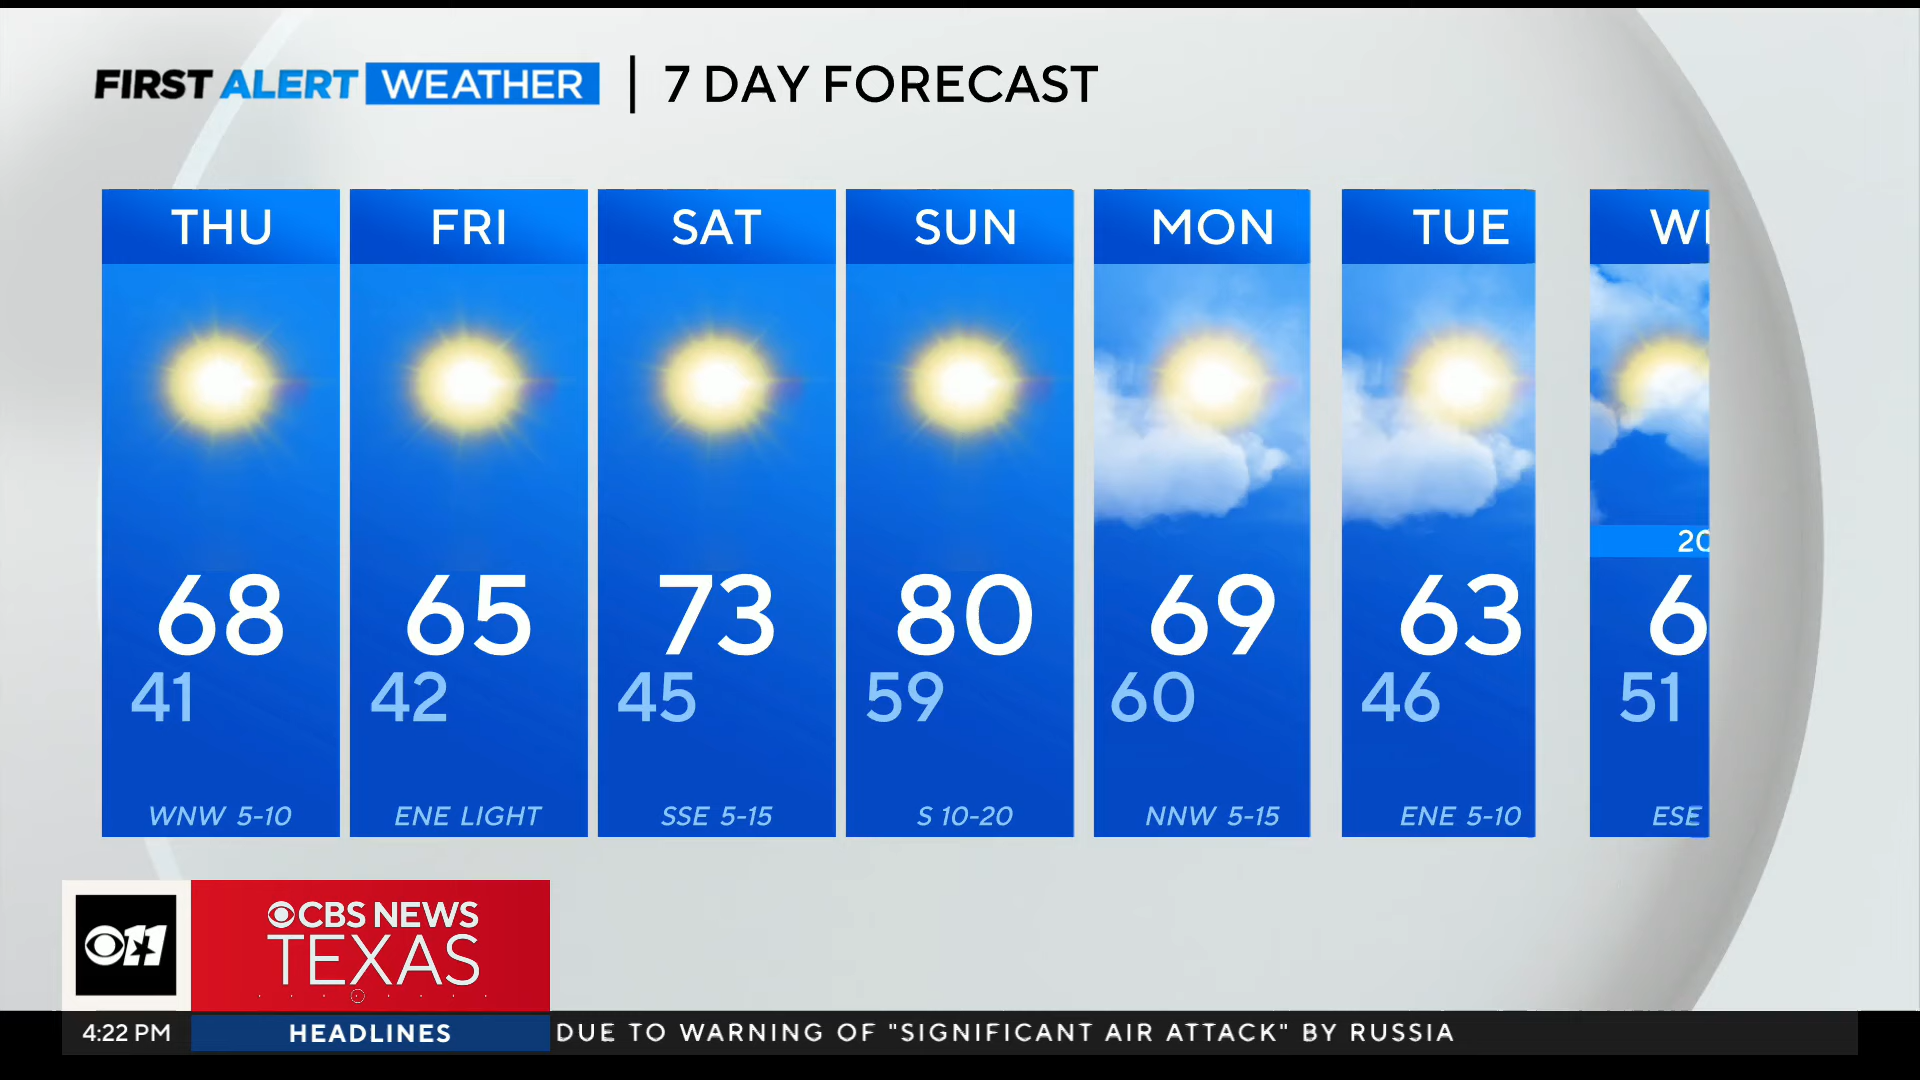 FIRST ALERT WEATHER | 7 DAY FORECAST
THU FRI SAT SUN MON TUE
68 65 73 80 69 63
41 42 45 59 60 46 51
WNW 5-10 ENE LIGHT SSE 5-15 S 10-20 NNW 5-15 ENE 5-10 ESE
11 CBS NEWS
TEXAS
4:22 PM HEADLINES DUE TO WARNING OF "SIGNIFICANT AIR ATTACK" BY RUSSIA